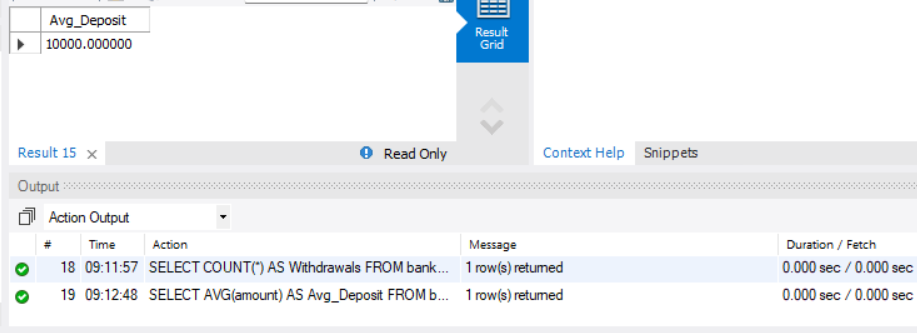 Avg_Deposit
10000.000000
Result
Grid
Result 15 ×
Read Only
Context Help Snippets
Output
Action Output
# Time Action Message Duration / Fetch
18 09:11:57 SELECT COUNT(*) AS Withdrawals FROM bank... 1 row(s) returned 0.000 sec / 0.000 sec
19 09:12:48 SELECT AVG(amount) AS Avg_Deposit FROM b... 1 row(s) returned 0.000 sec / 0.000 sec